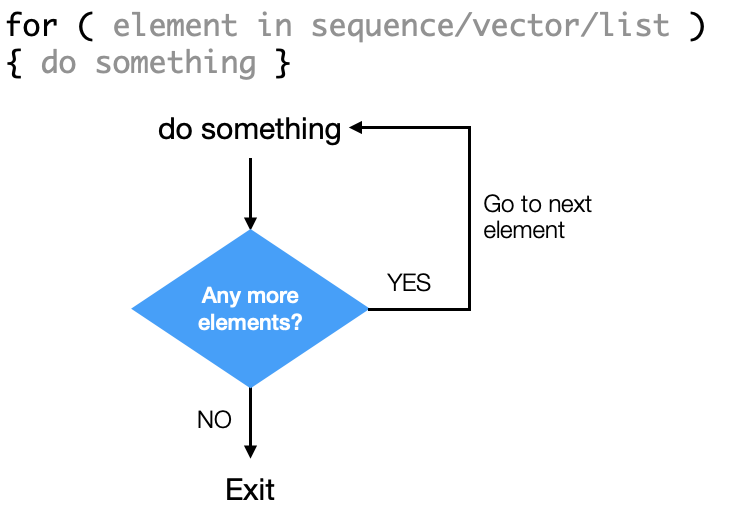 for ( element in sequence/vector/list )
{ do something }
do something
Go to next
element
YES
Any more
elements?
NO
Exit